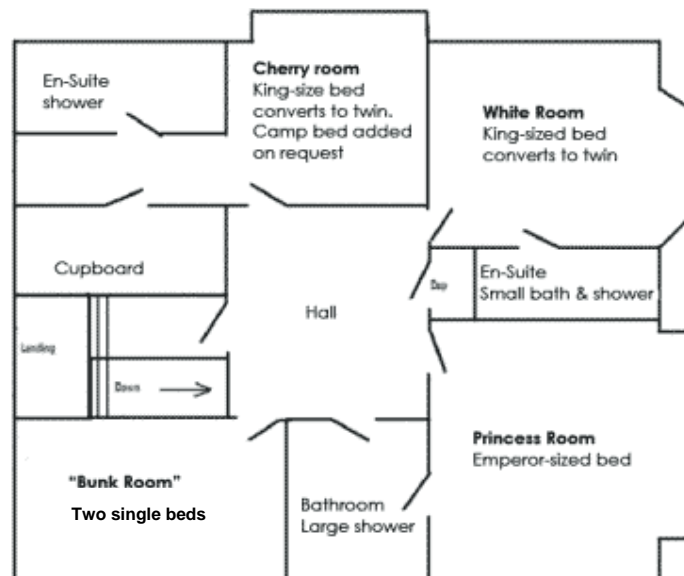 En-Suite
shower
Cherry room
King-size bed
converts to twin.
Camp bed added
on request
White Room
King-sized bed
converts to twin
Cupboard
En-Suite
Small bath & shower
Hall
Landing
Down
Princess Room
Emperor-sized bed
"Bunk Room"
Two single beds
Bathroom
Large shower